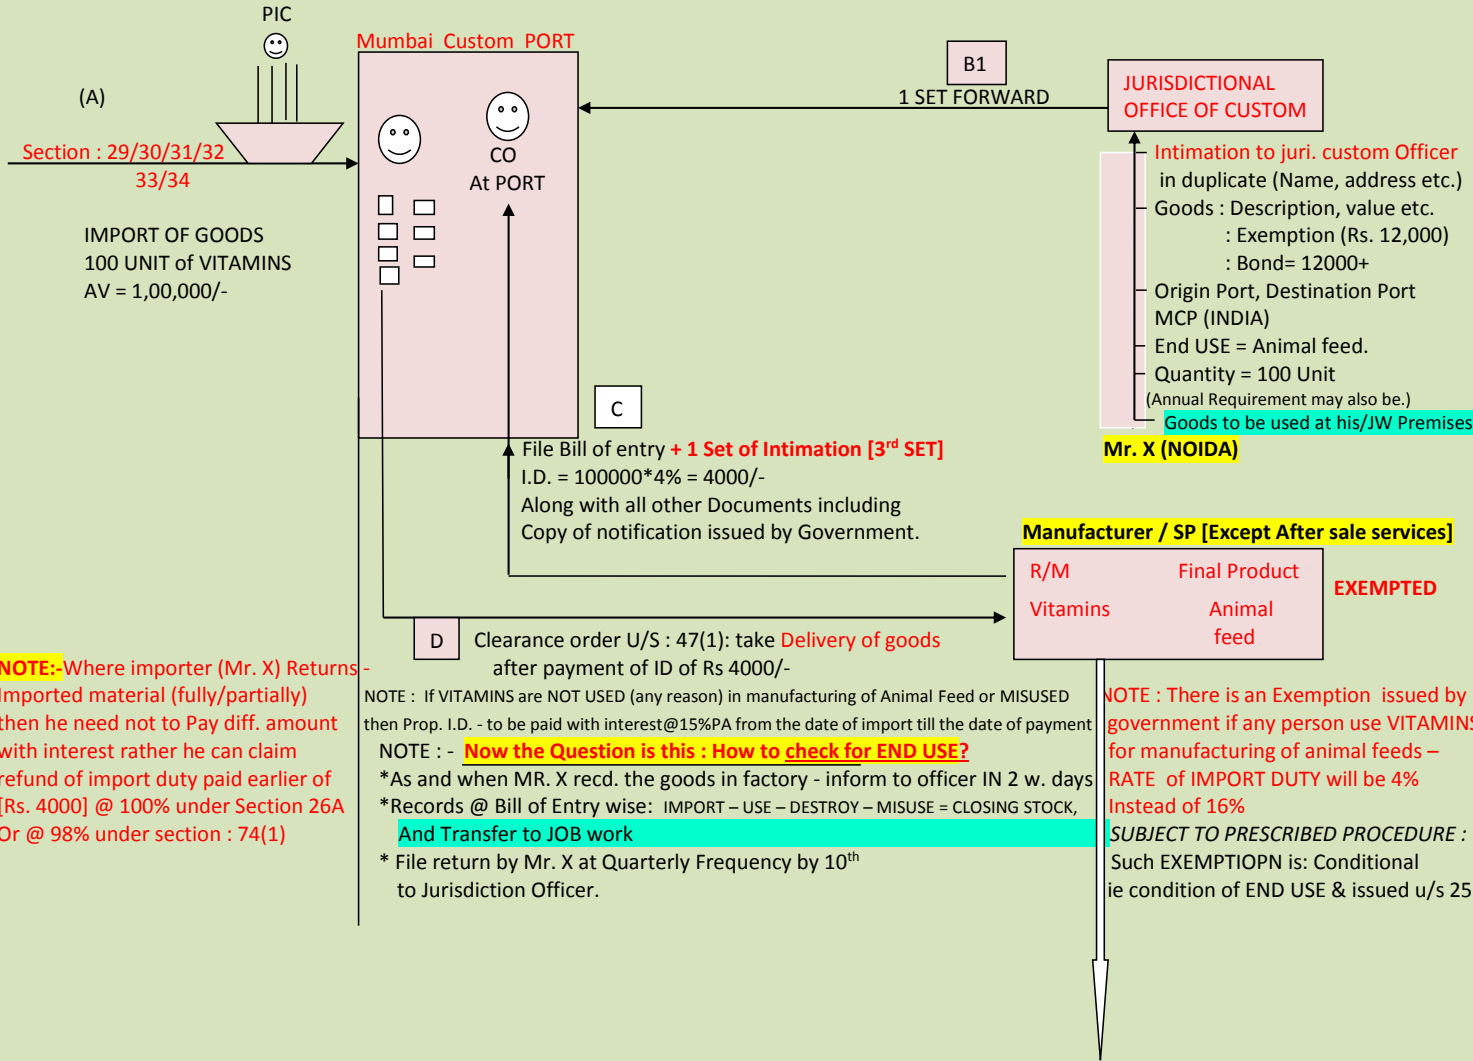 PIC
Mumbai Custom PORT
(A)
Section : 29/30/31/32
33/34
IMPORT OF GOODS
100 UNIT of VITAMINS
AV = 1,00,000/-
CO
At PORT
B1
1 SET FORWARD
JURISDICTIONAL
OFFICE OF CUSTOM
Intimation to juri. custom Officer
in duplicate (Name, address etc.)
Goods : Description, value etc.
: Exemption (Rs. 12,000)
: Bond= 12000+
Origin Port, Destination Port
MCP (INDIA)
End USE = Animal feed.
Quantity = 100 Unit
(Annual Requirement may also be.)
Goods to be used at his/JW Premises
Mr. X (NOIDA)
C
File Bill of entry + 1 Set of Intimation [3rd SET]
I.D. = 100000*4% = 4000/-
Along with all other Documents including
Copy of notification issued by Government.
Manufacturer / SP [Except After sale services]
R/M Final Product
Vitamins Animal
feed
EXEMPTED
D
Clearance order U/S : 47(1): take Delivery of goods
after payment of ID of Rs 4000/-
NOTE : If VITAMINS are NOT USED (any reason) in manufacturing of Animal Feed or MISUSED
then Prop. I.D. - to be paid with interest@15%PA from the date of import till the date of payment
NOTE : - Now the Question is this : How to check for END USE?
*As and when MR. X recd. the goods in factory - inform to officer IN 2 w. days
*Records @ Bill of Entry wise: IMPORT – USE – DESTROY – MISUSE = CLOSING STOCK,
And Transfer to JOB work
* File return by Mr. X at Quarterly Frequency by 10th
to Jurisdiction Officer.
NOTE:-Where importer (Mr. X) Returns -
Imported material (fully/partially)
then he need not to Pay diff. amount
with interest rather he can claim
refund of import duty paid earlier of
[Rs. 4000] @ 100% under Section 26A
Or @ 98% under section : 74(1)
NOTE : There is an Exemption issued by
government if any person use VITAMINS
for manufacturing of animal feeds –
RATE of IMPORT DUTY will be 4%
Instead of 16%
SUBJECT TO PRESCRIBED PROCEDURE :
Such EXEMPTIOPN is: Conditional
ie condition of END USE & issued u/s 25